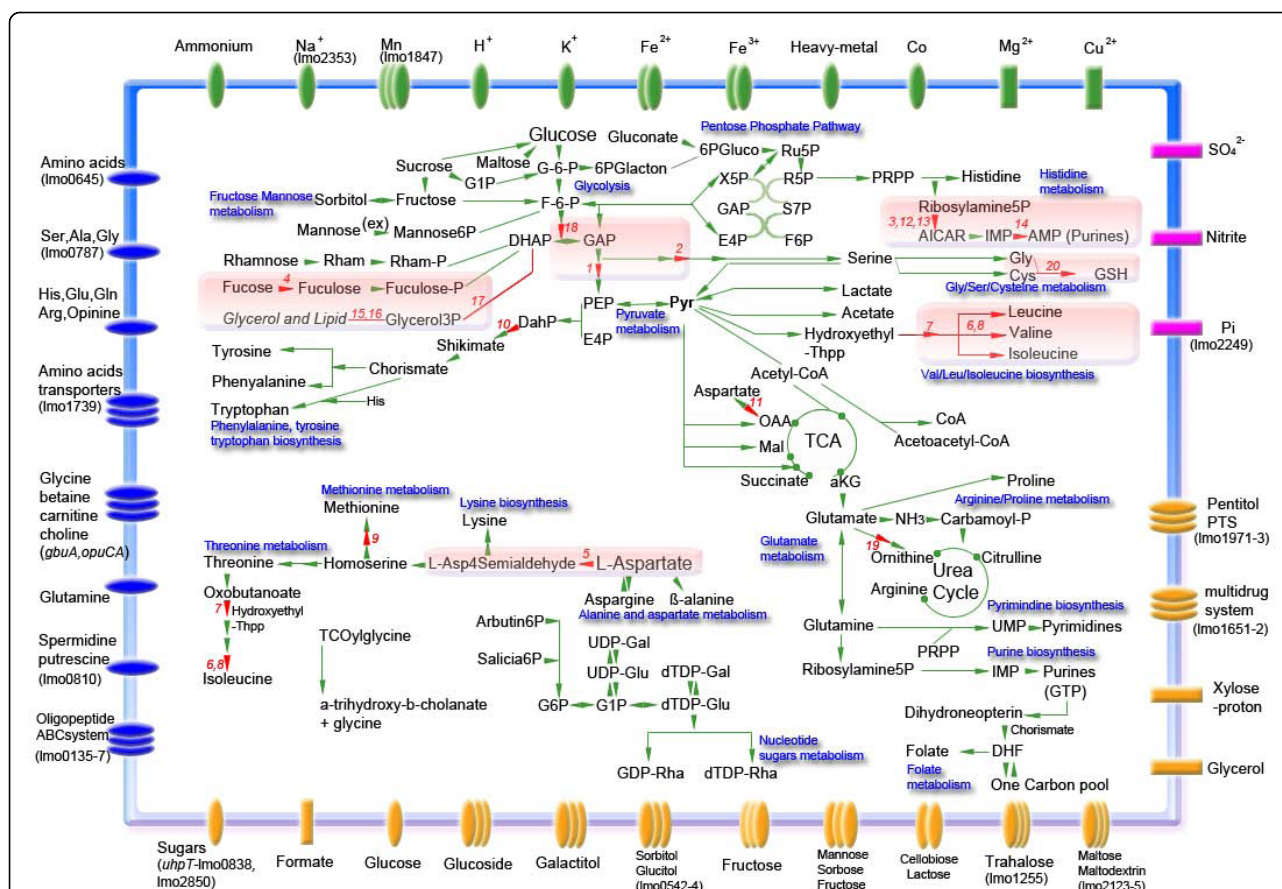 Ammonium
Na+
(lmo2353)
Mn
(lmo1847)
H+
K+
Fe2+
Fe3+
Heavy-metal
Co
Mg2+
Cu2+
Amino acids
(lmo0645)
Ser,Ala,Gly
(lmo0787)
His,Glu,Gln
Arg,Opinine
Amino acids
transporters
(lmo1739)
Glycine
betaine
carnitine
choline
(gbuA,opuCA)
Glutamine
Spermidine
putrescine
(lmo0810)
Oligopeptide
ABCsystem
(lmo0135-7)
Glucose
Gluconate
Pentose Phosphate Pathway
Sucrose
Maltose
G-6-P
6PGlacton
6PGluco
Ru5P
G1P
Glycolysis
X5P
R5P
PRPP
Histidine
Histidine
metabolism
Fructose Mannose
metabolism
Sorbitol
Fructose
F-6-P
GAP
S7P
Ribosylamine5P
Mannose
(ex)
Mannose6P
18
E4P
F6P
3,12,13
AICAR
IMP
14
AMP (Purines)
DHAP
GAP
2
Rhamnose
Rham
Rham-P
1
Serine
Gly
Cys
20
GSH
Gly/Ser/Cysteine metabolism
Fucose
4
Fuculose
Fuculose-P
17
Glycerol and Lipid
15,16
Glycerol3P
PEP
Pyr
Pyruvate
metabolism
Lactate
Acetate
Hydroxyethyl
-Thpp
7
6,8
Leucine
Valine
Isoleucine
Val/Leu/Isoleucine biosynthesis
10
DahP
E4P
Shikimate
Tyrosine
Chorismate
Phenyalanine
His
Tryptophan
Phenylalanine, tyrosine
tryptophan biosynthesis
Acetyl-CoA
Aspartate
11
OAA
TCA
Mal
Succinate
aKG
CoA
Acetoacetyl-CoA
Methionine metabolism
Methionine
9
Lysine biosynthesis
Lysine
Threonine metabolism
Threonine
Homoserine
L-Asp4Semialdehyde
5
L-Aspartate
Oxobutanoate
7
Hydroxyethyl
-Thpp
6,8
Isoleucine
Aspargine
ß-alanine
Alanine and aspartate metabolism
Proline
Arginine/Proline metabolism
Glutamate
NH3
Carbamoyl-P
Glutamate
metabolism
19
Ornithine
Citrulline
Urea
Cycle
Arginine
Pyrimindine biosynthesis
Glutamine
UMP
Pyrimidines
PRPP
Purine biosynthesis
Ribosylamine5P
IMP
Purines
(GTP)
Dihydroneopterin
Chorismate
Folate
DHF
Folate
metabolism
One Carbon pool
TCOylglycine
a-trihydroxy-b-cholanate
+ glycine
Arbutin6P
Salicia6P
UDP-Gal
UDP-Glu
dTDP-Gal
G6P
G1P
dTDP-Glu
Nucleotide
sugars metabolism
GDP-Rha
dTDP-Rha
SO42-
Nitrite
Pi
(lmo2249)
Pentitol
PTS
(lmo1971-3)
multidrug
system
(lmo1651-2)
Xylose
-proton
Glycerol
Sugars
(uhpT-lmo0838,
lmo2850)
Formate
Glucose
Glucoside
Galactitol
Sorbitol
Glucitol
(lmo0542-4)
Fructose
Mannose
Sorbose
Fructose
Cellobiose
Lactose
Trahalose
(lmo1255)
Maltose
Maltodextrin
(lmo2123-5)